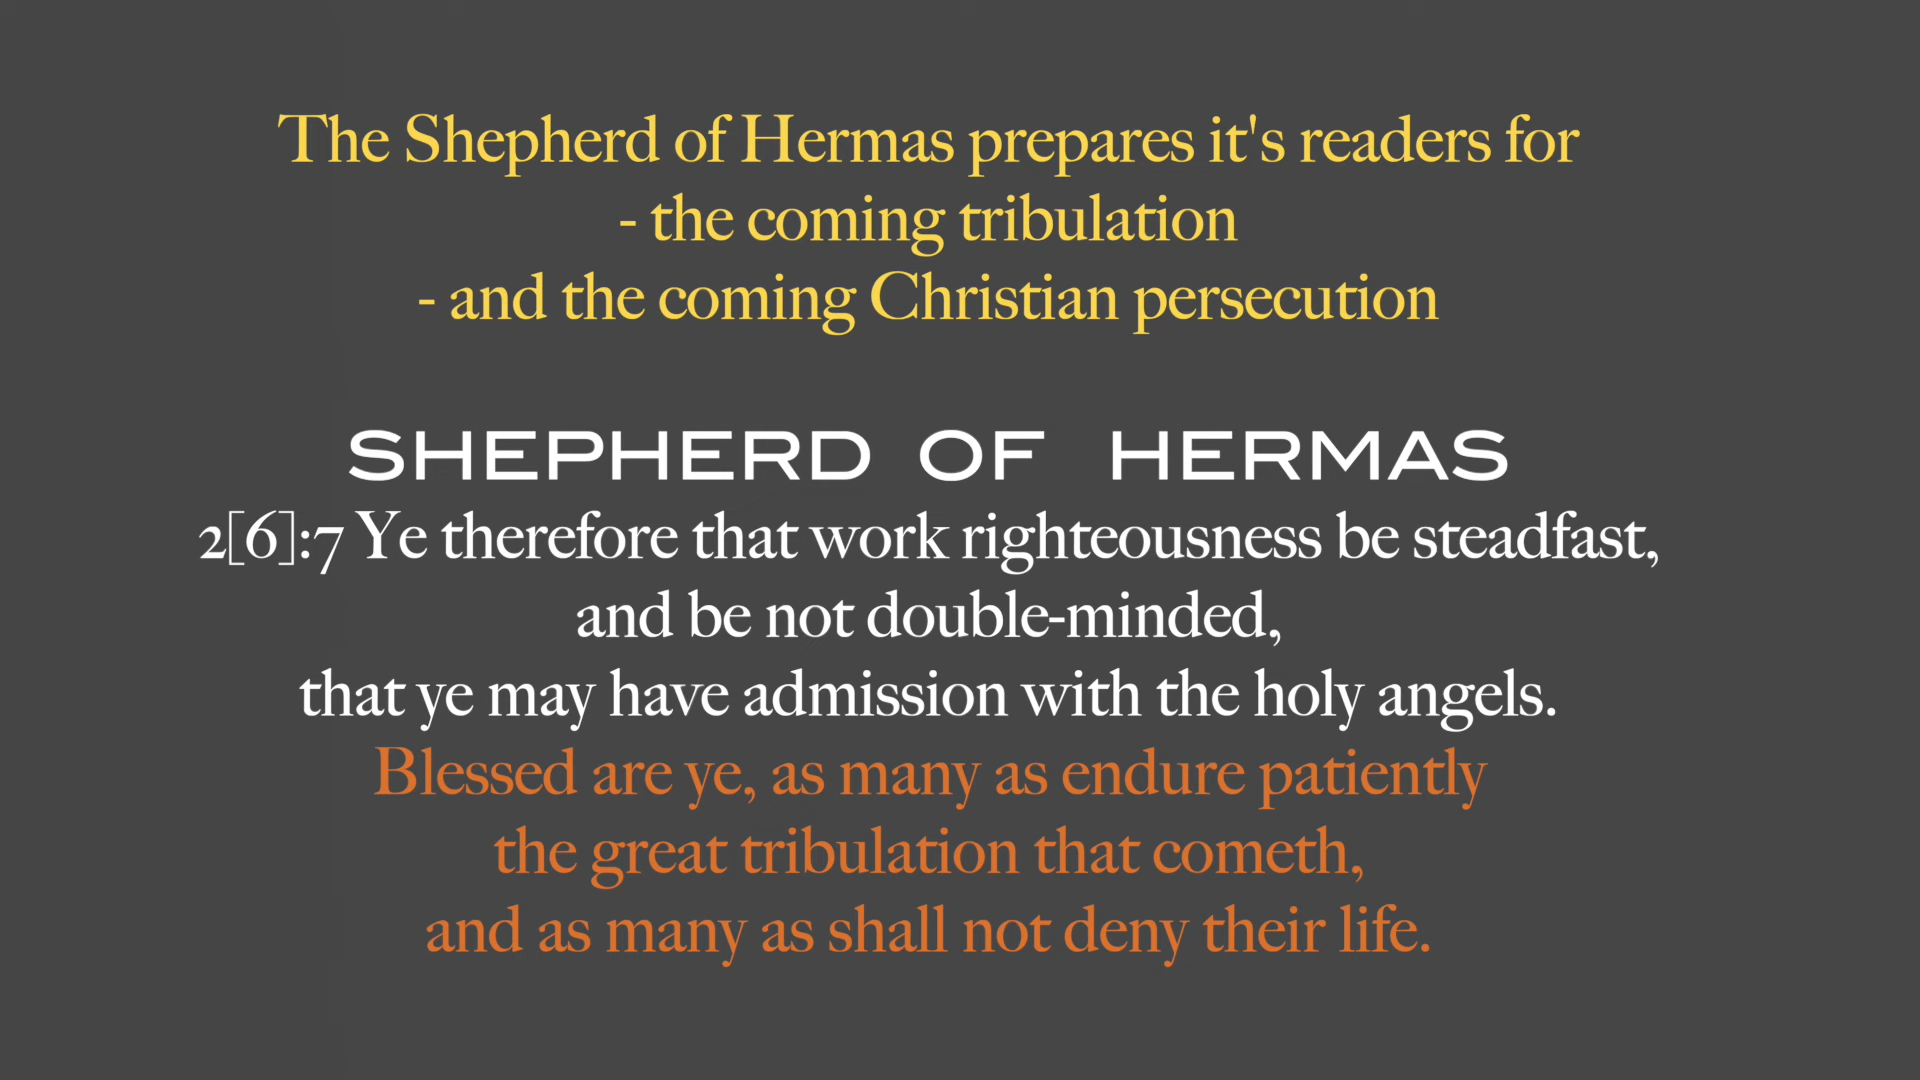 The Shepherd of Hermas prepares it's readers for
- the coming tribulation
- and the coming Christian persecution
SHEPHERD OF HERMAS
2[6]:7 Ye therefore that work righteousness be steadfast,
and be not double-minded,
that ye may have admission with the holy angels.
Blessed are ye, as many as endure patiently
the great tribulation that cometh,
and as many as shall not deny their life.